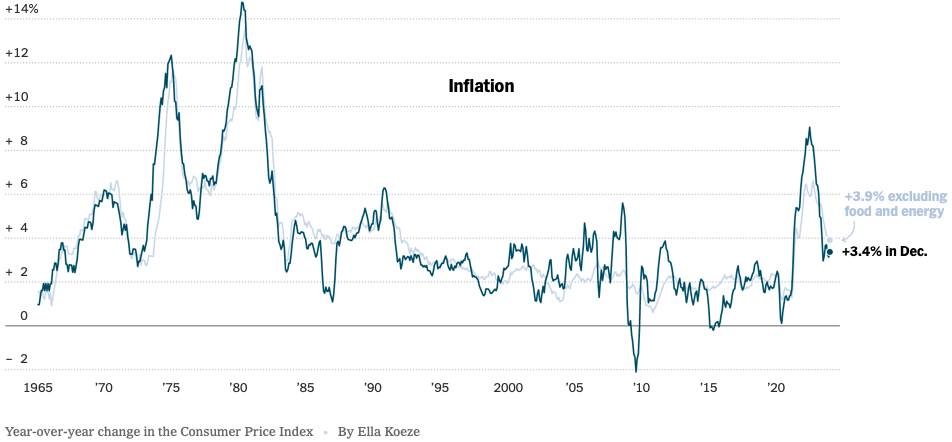 +14%
+12
+10
+ 8
+ 6
+ 4
+ 2
0
– 2
Inflation
+3.9% excluding
food and energy
+3.4% in Dec.
1965 ’70 ’75 ’80 ’85 ’90 ’95 2000 ’05 ’10 ’15 ’20
Year-over-year change in the Consumer Price Index • By Ella Koeze